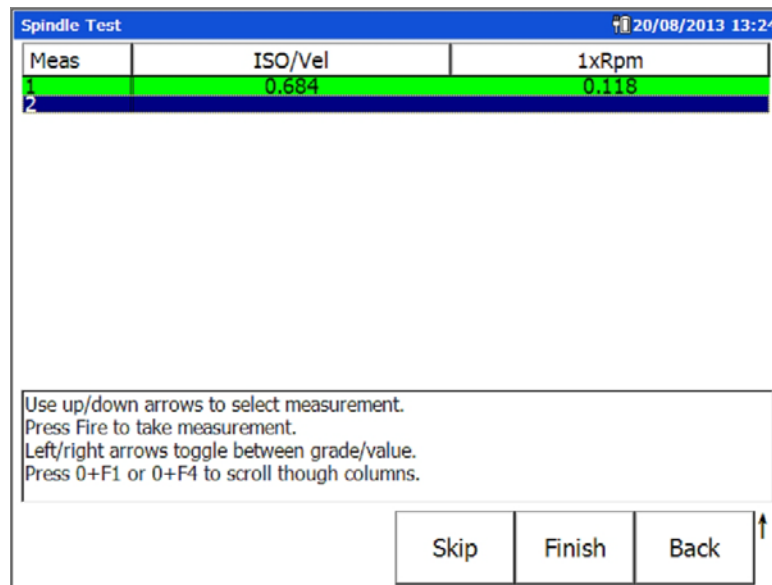 Spindle Test 20/08/2013 13:24
Meas ISO/Vel 1xRpm
1 0.684 0.118
2
Use up/down arrows to select measurement.
Press Fire to take measurement.
Left/right arrows toggle between grade/value.
Press 0+F1 or 0+F4 to scroll though columns.
Skip Finish Back